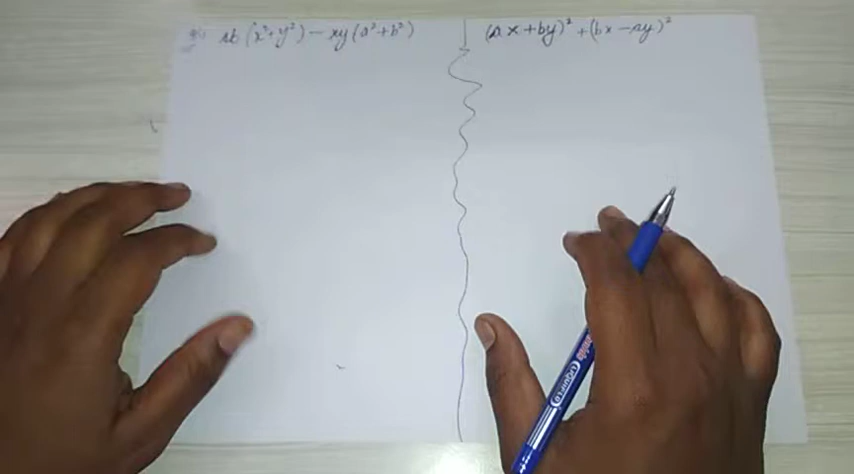 ab (x²+y²) - xy (a²+b²)
(ax+by)² + (bx-ay)²